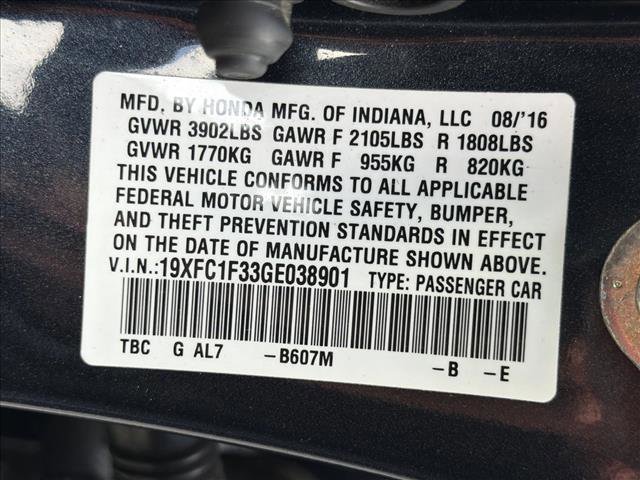 MFD. BY HONDA MFG. OF INDIANA, LLC 08/'16
GVWR 3902LBS GAWR F 2105LBS R 1808LBS
GVWR 1770KG GAWR F 955KG R 820KG
THIS VEHICLE CONFORMS TO ALL APPLICABLE
FEDERAL MOTOR VEHICLE SAFETY, BUMPER,
AND THEFT PREVENTION STANDARDS IN EFFECT
ON THE DATE OF MANUFACTURE SHOWN ABOVE.
V.I.N.:19XFC1F33GE038901 TYPE: PASSENGER CAR
TBC G AL7 -B607M -B -E